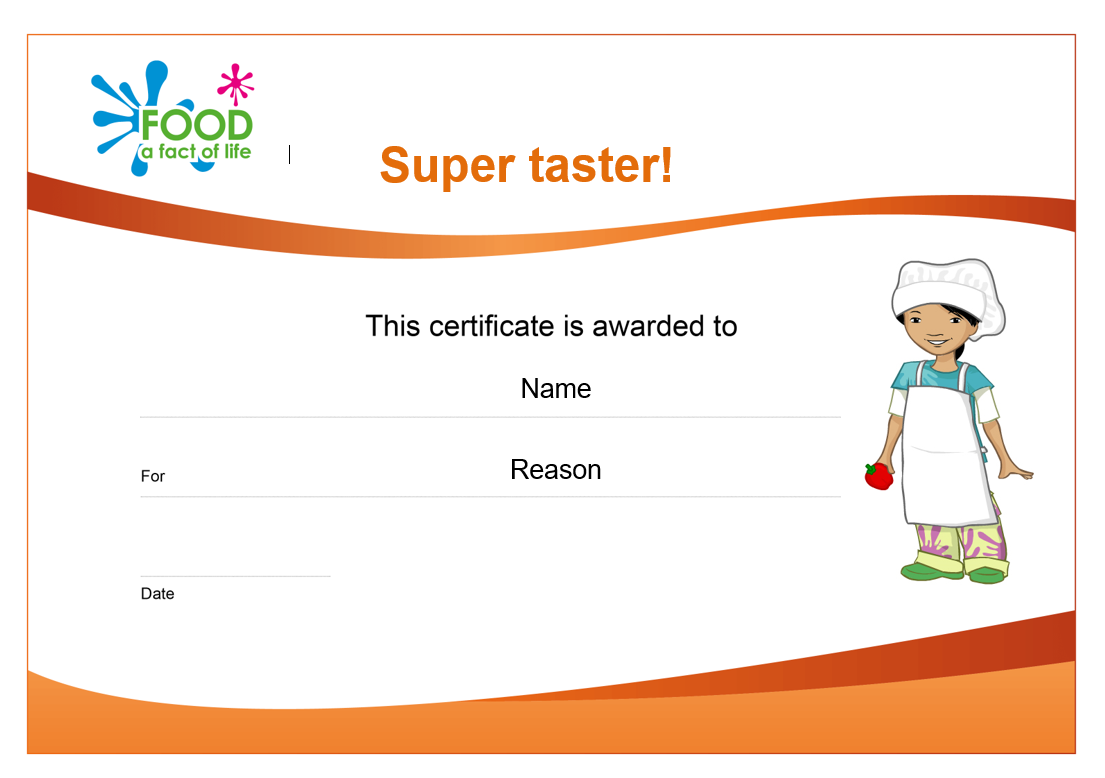 FOOD
a fact of life
Super taster!
This certificate is awarded to
Name
For
Reason
Date